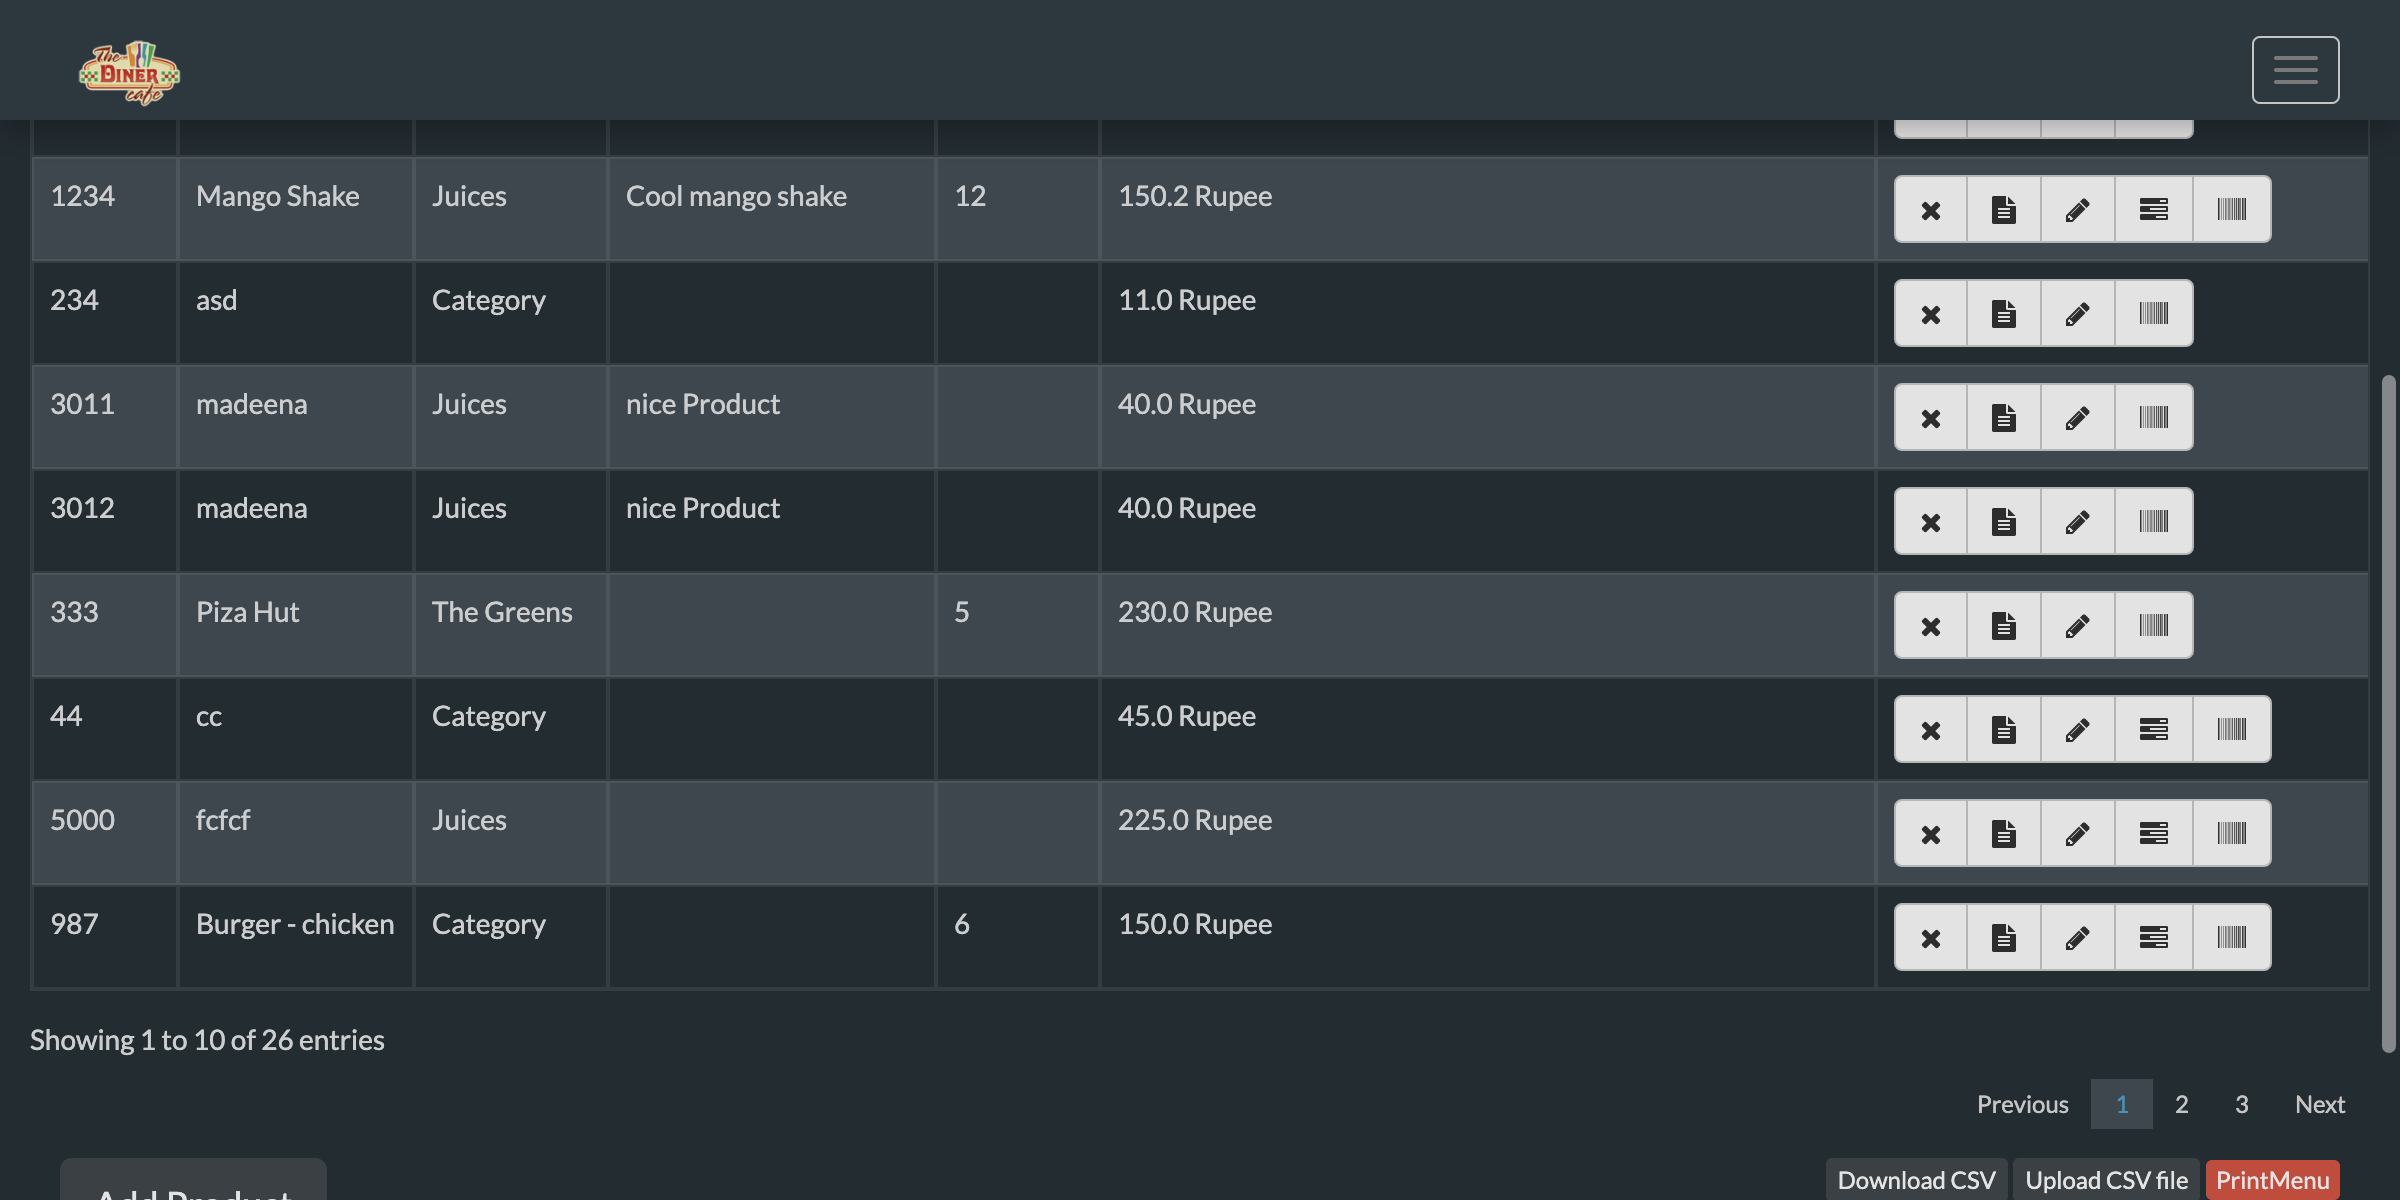 The
DINER
cafe
1234 Mango Shake Juices Cool mango shake 12 150.2 Rupee
234 asd Category 11.0 Rupee
3011 madeena Juices nice Product 40.0 Rupee
3012 madeena Juices nice Product 40.0 Rupee
333 Piza Hut The Greens 5 230.0 Rupee
44 cc Category 45.0 Rupee
5000 fcfcf Juices 225.0 Rupee
987 Burger - chicken Category 6 150.0 Rupee
Showing 1 to 10 of 26 entries
Previous 1 2 3 Next
Add Product Download CSV Upload CSV file PrintMenu